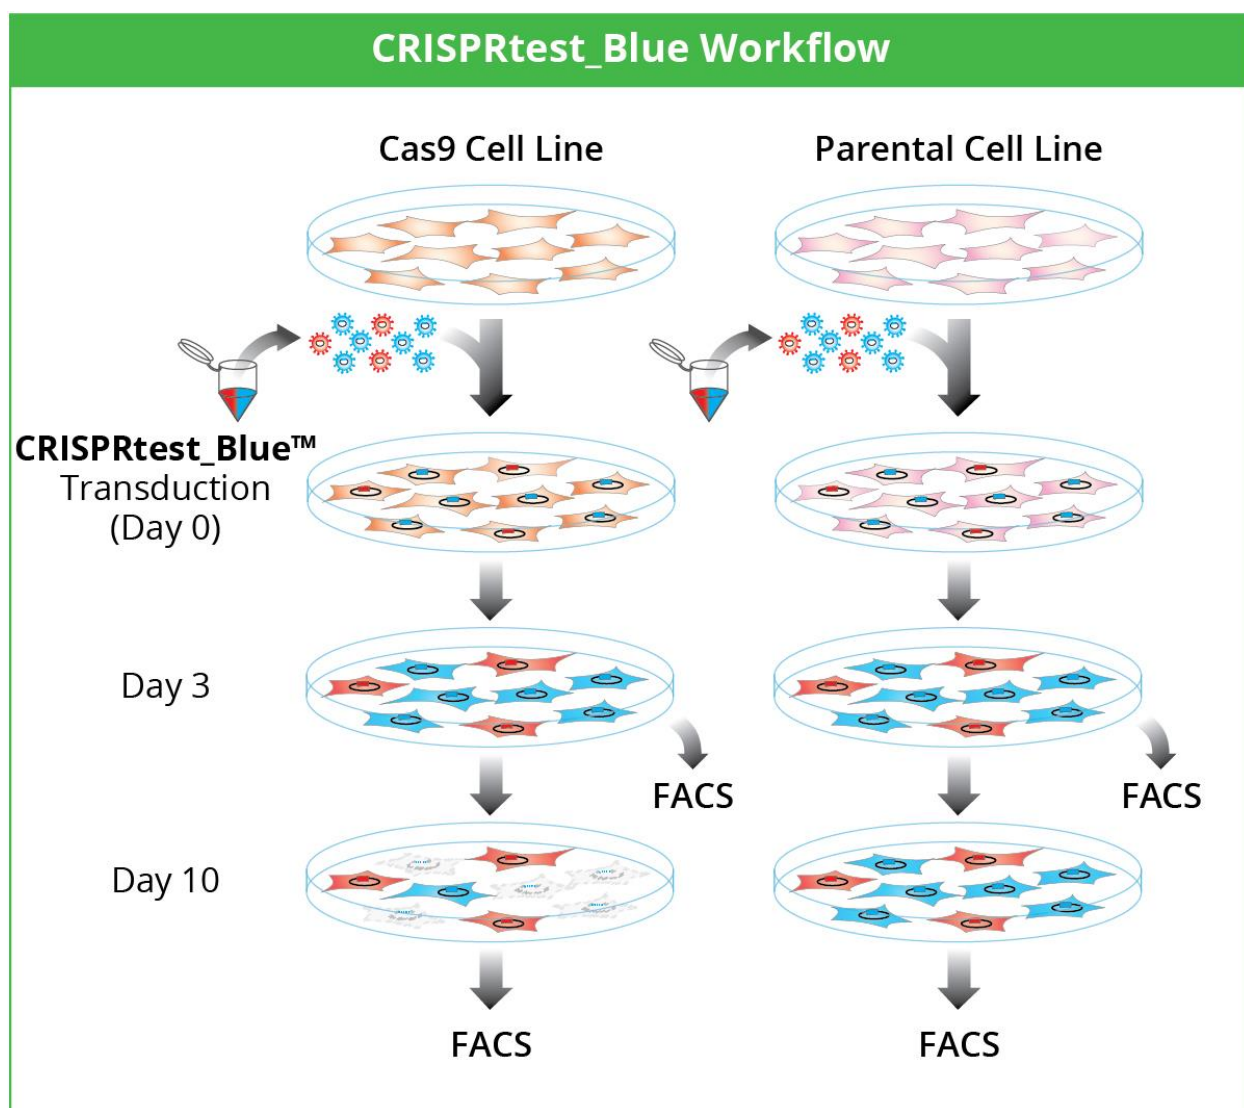 CRISPRtest_Blue Workflow
Cas9 Cell Line
Parental Cell Line
CRISPRtest_Blue™
Transduction
(Day 0)
Day 3
FACS
FACS
Day 10
FACS
FACS